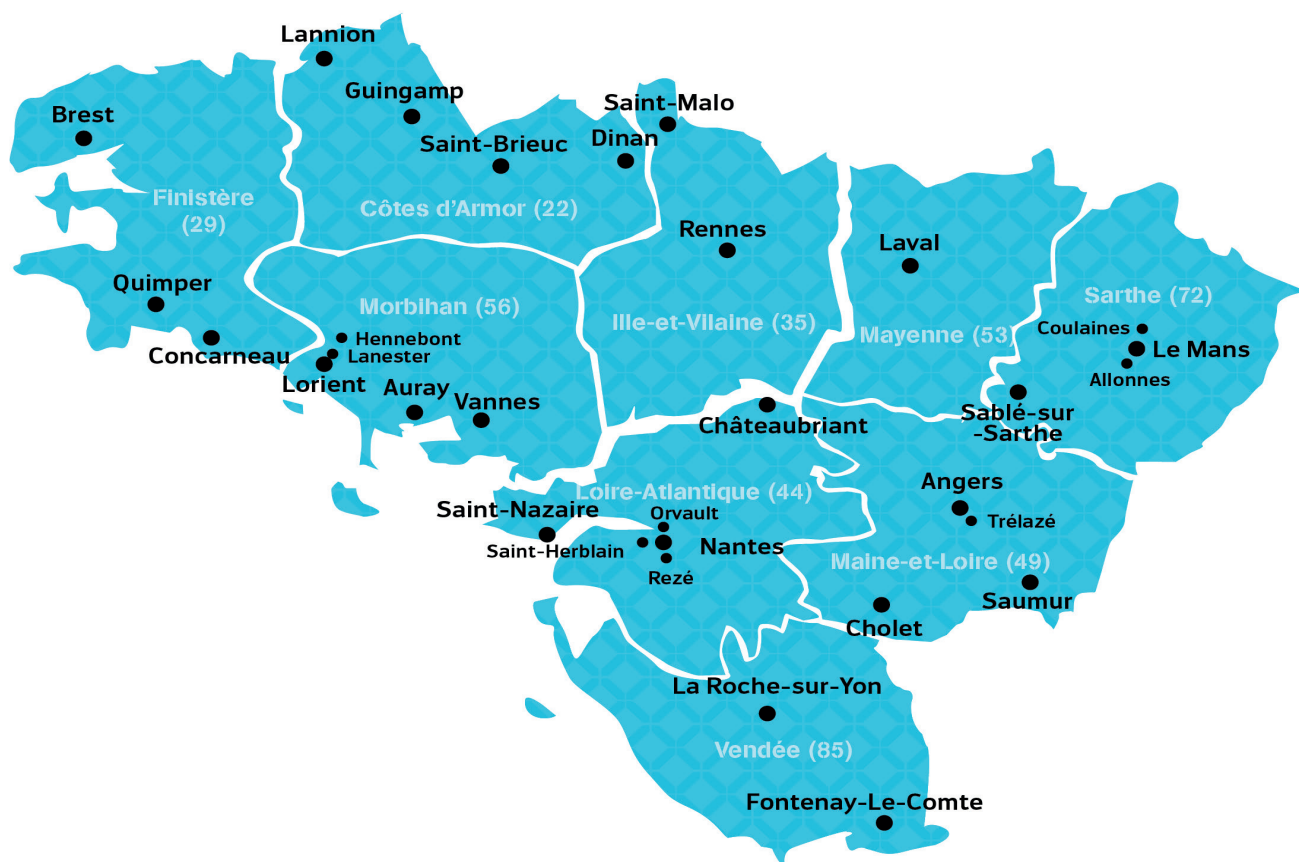 Lannion
Guingamp
Saint-Malo
Brest
Dinan
Saint-Brieuc
Finistère
(29)
Côtes d'Armor (22)
Rennes
Laval
Quimper
Morbihan (56)
Ille-et-Vilaine (35)
Sarthe (72)
Coulaines
Mayenne (53)
Hennebont
Concarneau
Lanester
Le Mans
Lorient
Auray
Allonnes
Vannes
Châteaubriant
Sablé-sur
-Sarthe
Angers
Loire-Atlantique (44)
Saint-Nazaire
Orvault
Trélazé
Saint-Herblain
Nantes
Maine-et-Loire (49)
Rezé
Saumur
Cholet
La Roche-sur-Yon
Vendée (85)
Fontenay-Le-Comte